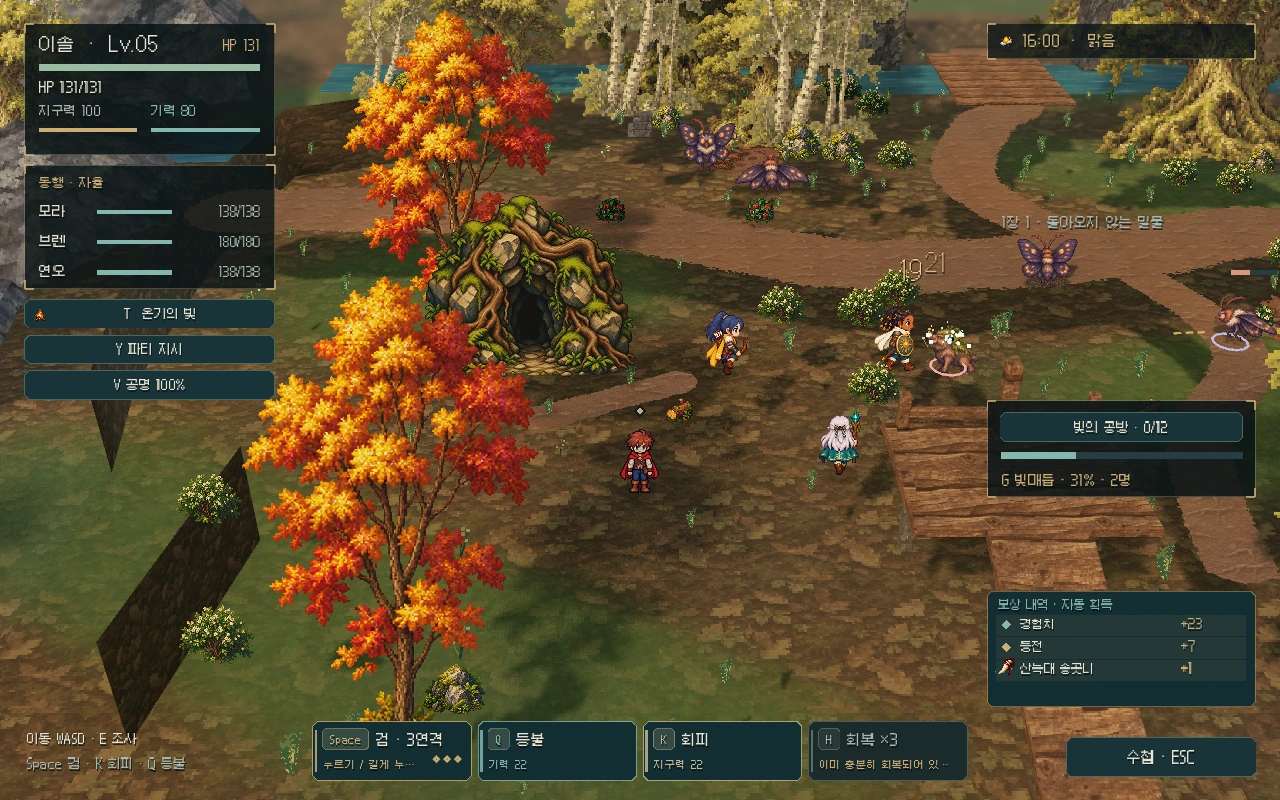 이솔 · Lv.05 HP 131
HP 131/131
지구력 100 기력 80
동행 · 자율
모라 138/138
브렌 180/180
연오 138/138
T 온기의 빛
Y 파티 지시
V 공명 100%
16:00 · 맑음
1장 1 · 돌아오지 않는 밀물
19 21
빛의 공방 · 0/12
G 빛매듭 · 31% · 2명
보상 내역 · 자동 획득
경험치 +23
동전 +7
산늑대 송곳니 +1
이동 WASD · E 조사
Space 검 · K 회피 · Q 등불
Space 검 · 3연격
누르기 / 길게 누…
Q 등불
기력 22
K 회피
지구력 22
H 회복 ×3
이미 충분히 회복되어 있…
수첩 · ESC